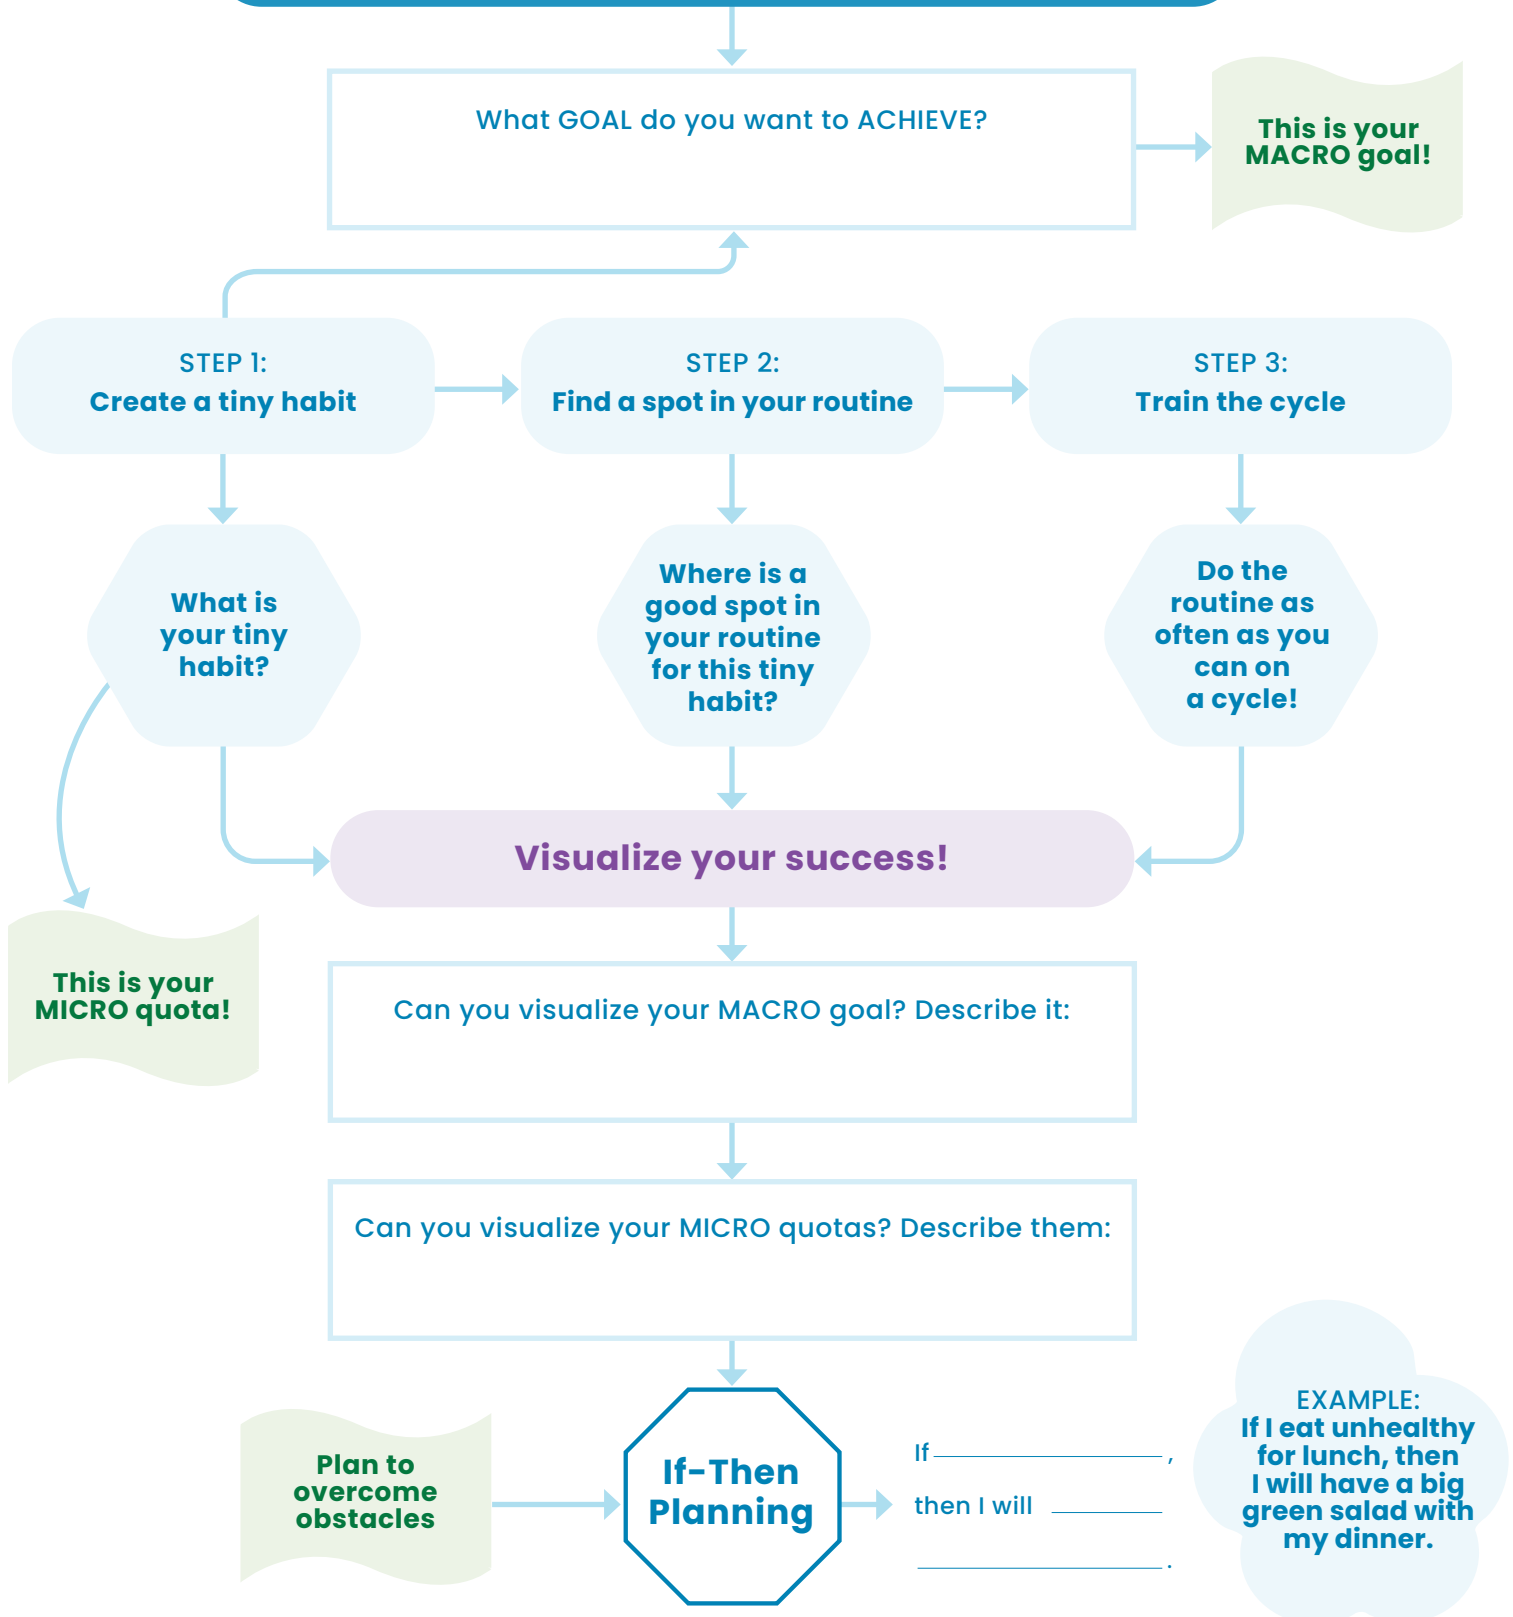 What GOAL do you want to ACHIEVE?
This is your
MACRO goal!
STEP 1:
Create a tiny habit
STEP 2:
Find a spot in your routine
STEP 3:
Train the cycle
What is
your tiny
habit?
Where is a
good spot in
your routine
for this tiny
habit?
Do the
routine as
often as you
can on
a cycle!
Visualize your success!
This is your
MICRO quota!
Can you visualize your MACRO goal? Describe it:
Can you visualize your MICRO quotas? Describe them:
Plan to
overcome
obstacles
If-Then
Planning
If ____________________,
then I will __________
____________________.
EXAMPLE:
If I eat unhealthy
for lunch, then
I will have a big
green salad with
my dinner.